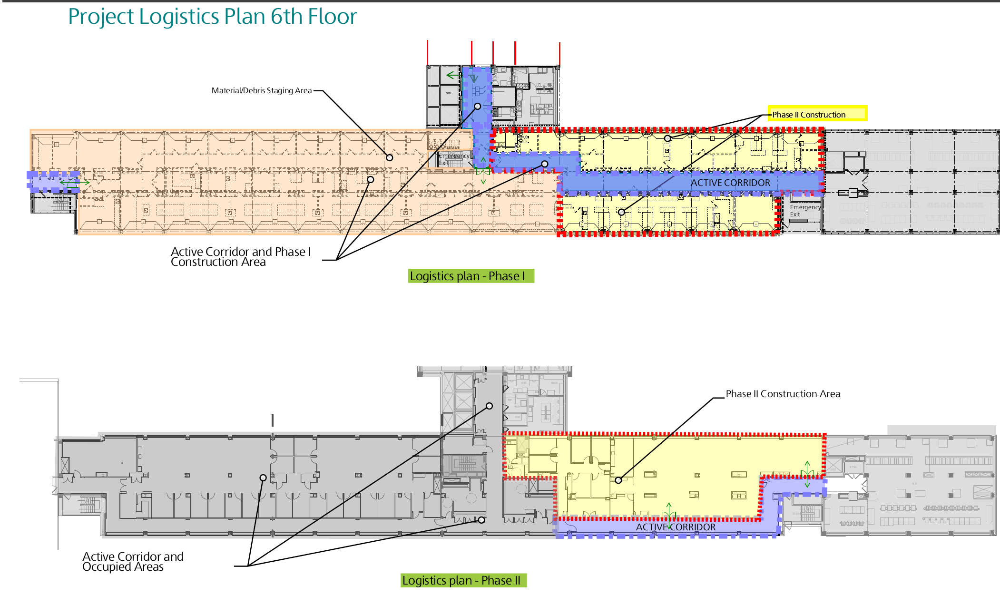 Project Logistics Plan 6th Floor
Material/Debris Staging Area
Phase II Construction
Emergency
Exit
ACTIVE CORRIDOR
Emergency
Exit
Active Corridor and Phase I
Construction Area
Logistics plan - Phase I
Phase II Construction Area
ACTIVE CORRIDOR
Active Corridor and
Occupied Areas
Logistics plan - Phase II